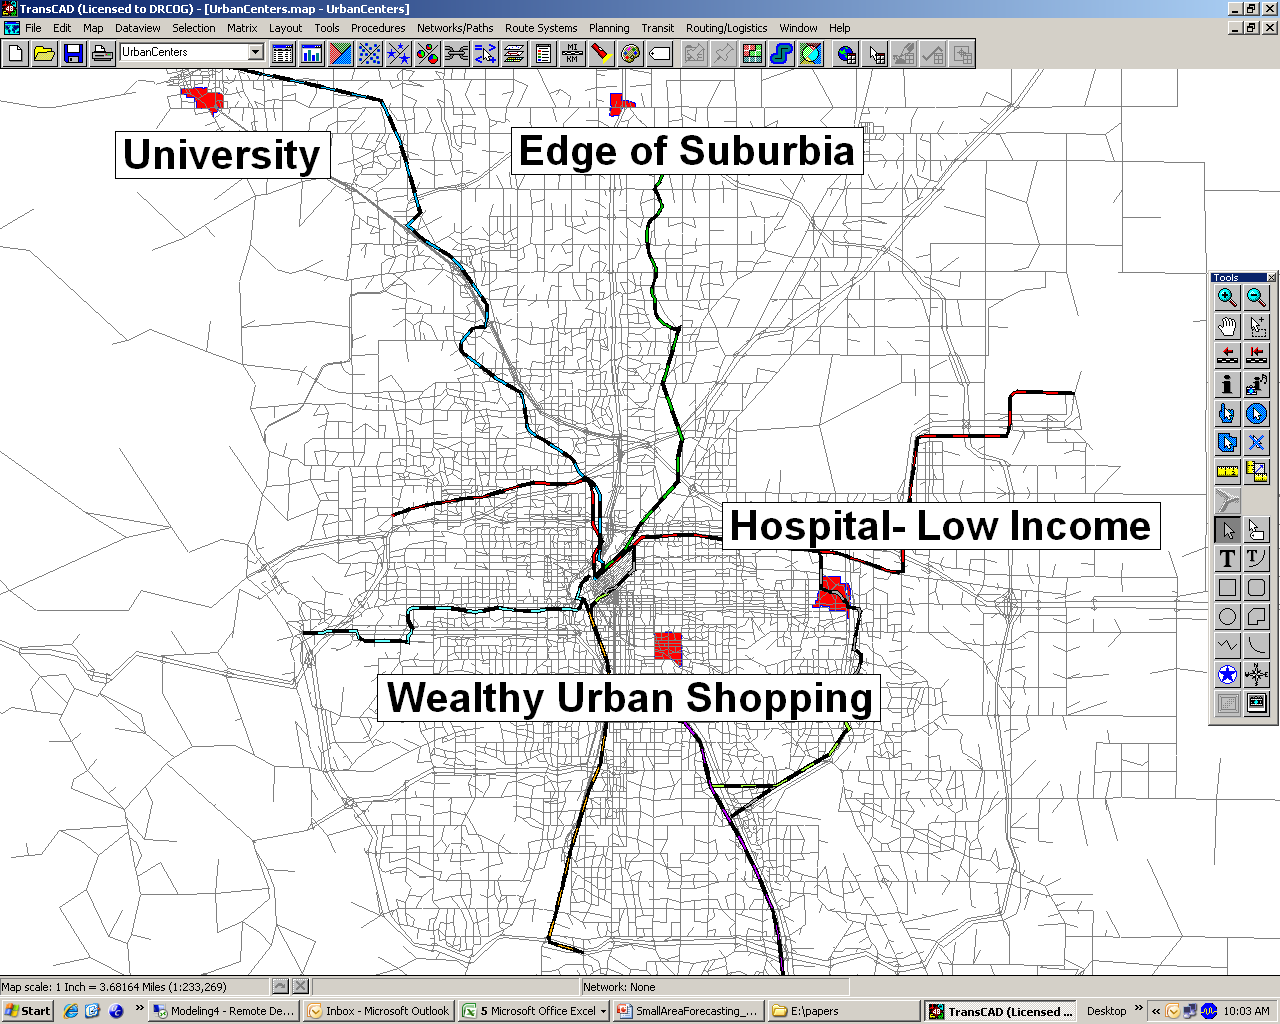 TransCAD (Licensed to DRCOG) - [UrbanCenters.map - UrbanCenters]
File Edit Map Dataview Selection Matrix Layout Tools Procedures Networks/Paths Route Systems Planning Transit Routing/Logistics Window Help
UrbanCenters
MI
KM
University
Edge of Suburbia
Tools
Hospital- Low Income
Wealthy Urban Shopping
Map scale: 1 Inch = 3.68164 Miles (1:233,269)
Network: None
Start
Modeling4 - Remote De...
Inbox - Microsoft Outlook
5 Microsoft Office Excel
SmallAreaForecasting_...
E:\papers
TransCAD (Licensed ...
Desktop
10:03 AM